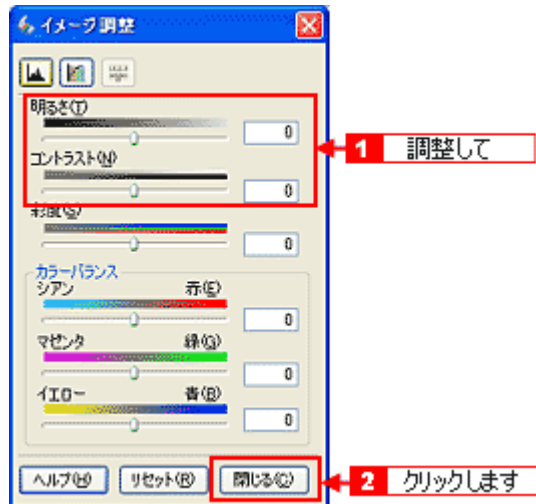 イメージ調整
明るさ(T)
0
1 調整して
コントラスト(N)
0
彩度(S)
0
カラーバランス
シアン 赤(E)
0
マゼンタ 緑(G)
0
イエロー 青(B)
0
ヘルプ(H) リセット(R) 閉じる(C)
2 クリックします